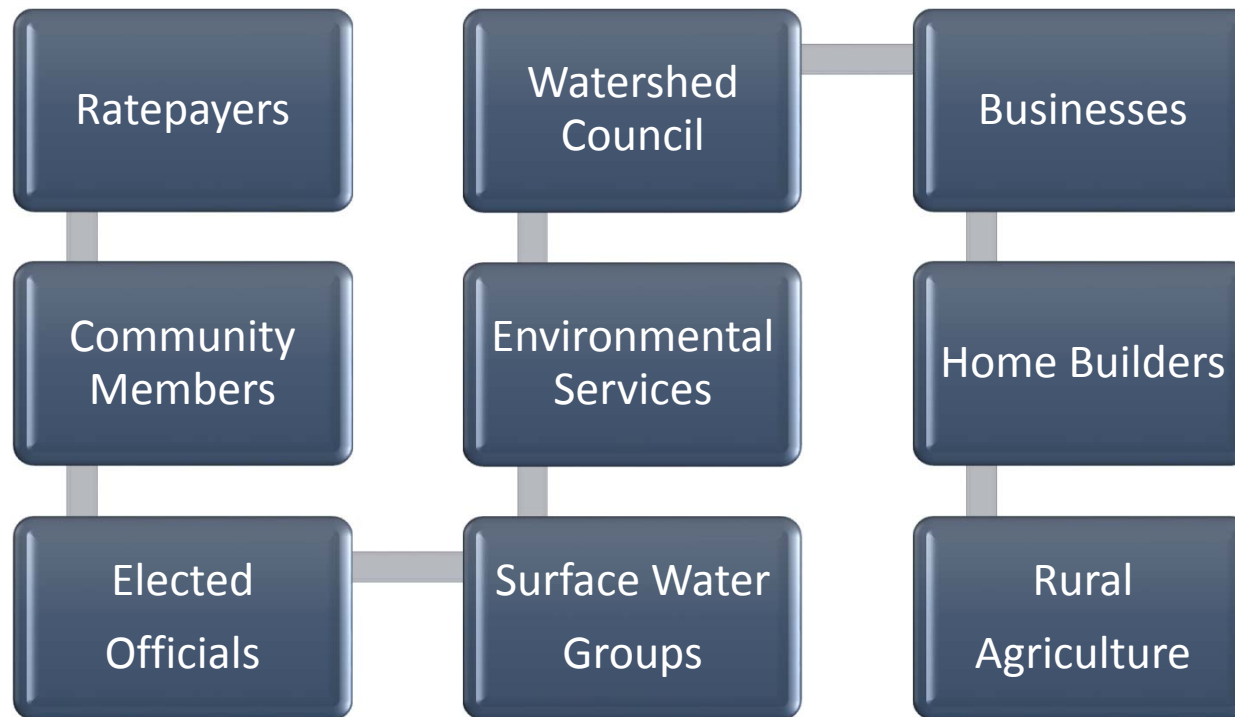 Ratepayers
Community
Members
Elected
Officials
Surface Water
Groups
Environmental
Services
Watershed
Council
Businesses
Home Builders
Rural
Agriculture